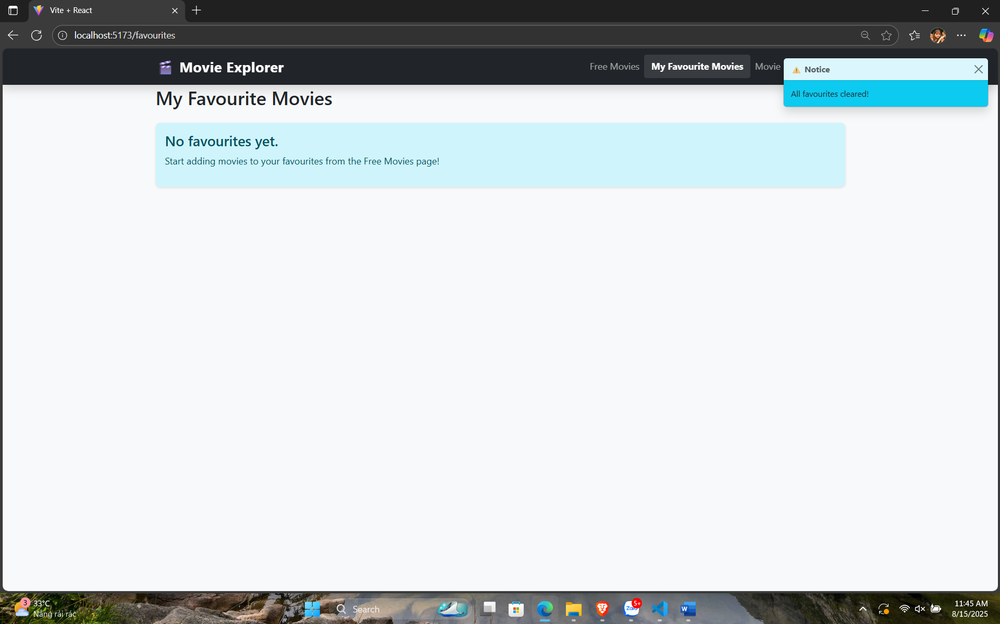 Vite + React
localhost:5173/favourites
Movie Explorer
Free Movies
My Favourite Movies
Movie
Notice
All favourites cleared!
My Favourite Movies
No favourites yet.
Start adding movies to your favourites from the Free Movies page!
3
33°C
Nắng rải rác
Search
Zalo
5+
W
11:45 AM
8/15/2025